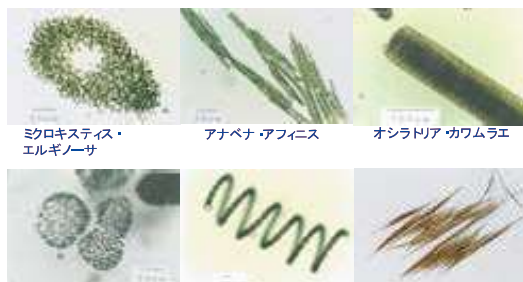 ミクロキスティス・
エルギノーサ
アナベナ・アフィニス
オシラトリア・カワムラエ